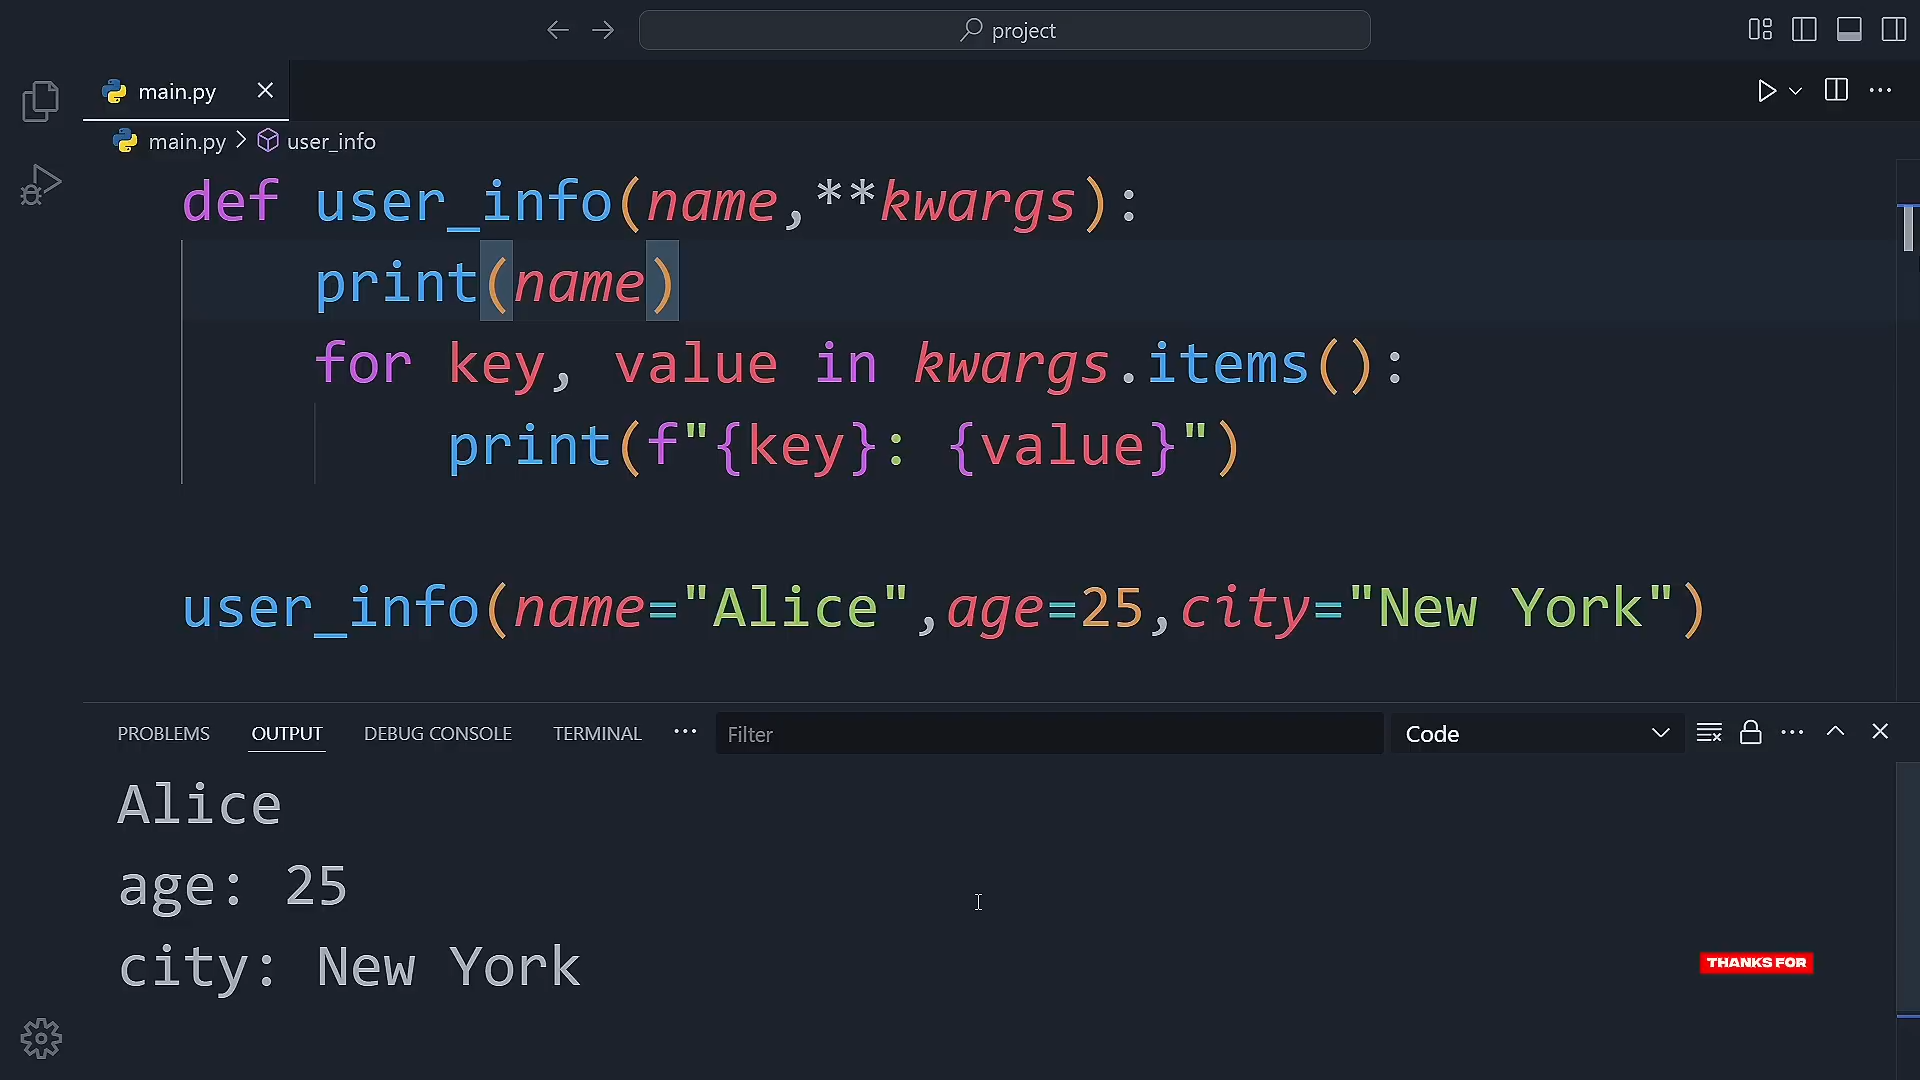 project
main.py
main.py > user_info
def user_info(name,**kwargs):
    print(name)
    for key, value in kwargs.items():
        print(f"{key}: {value}")
user_info(name="Alice",age=25,city="New York")
PROBLEMS OUTPUT DEBUG CONSOLE TERMINAL ··· Filter Code
Alice
age: 25
city: New York
THANKS FOR